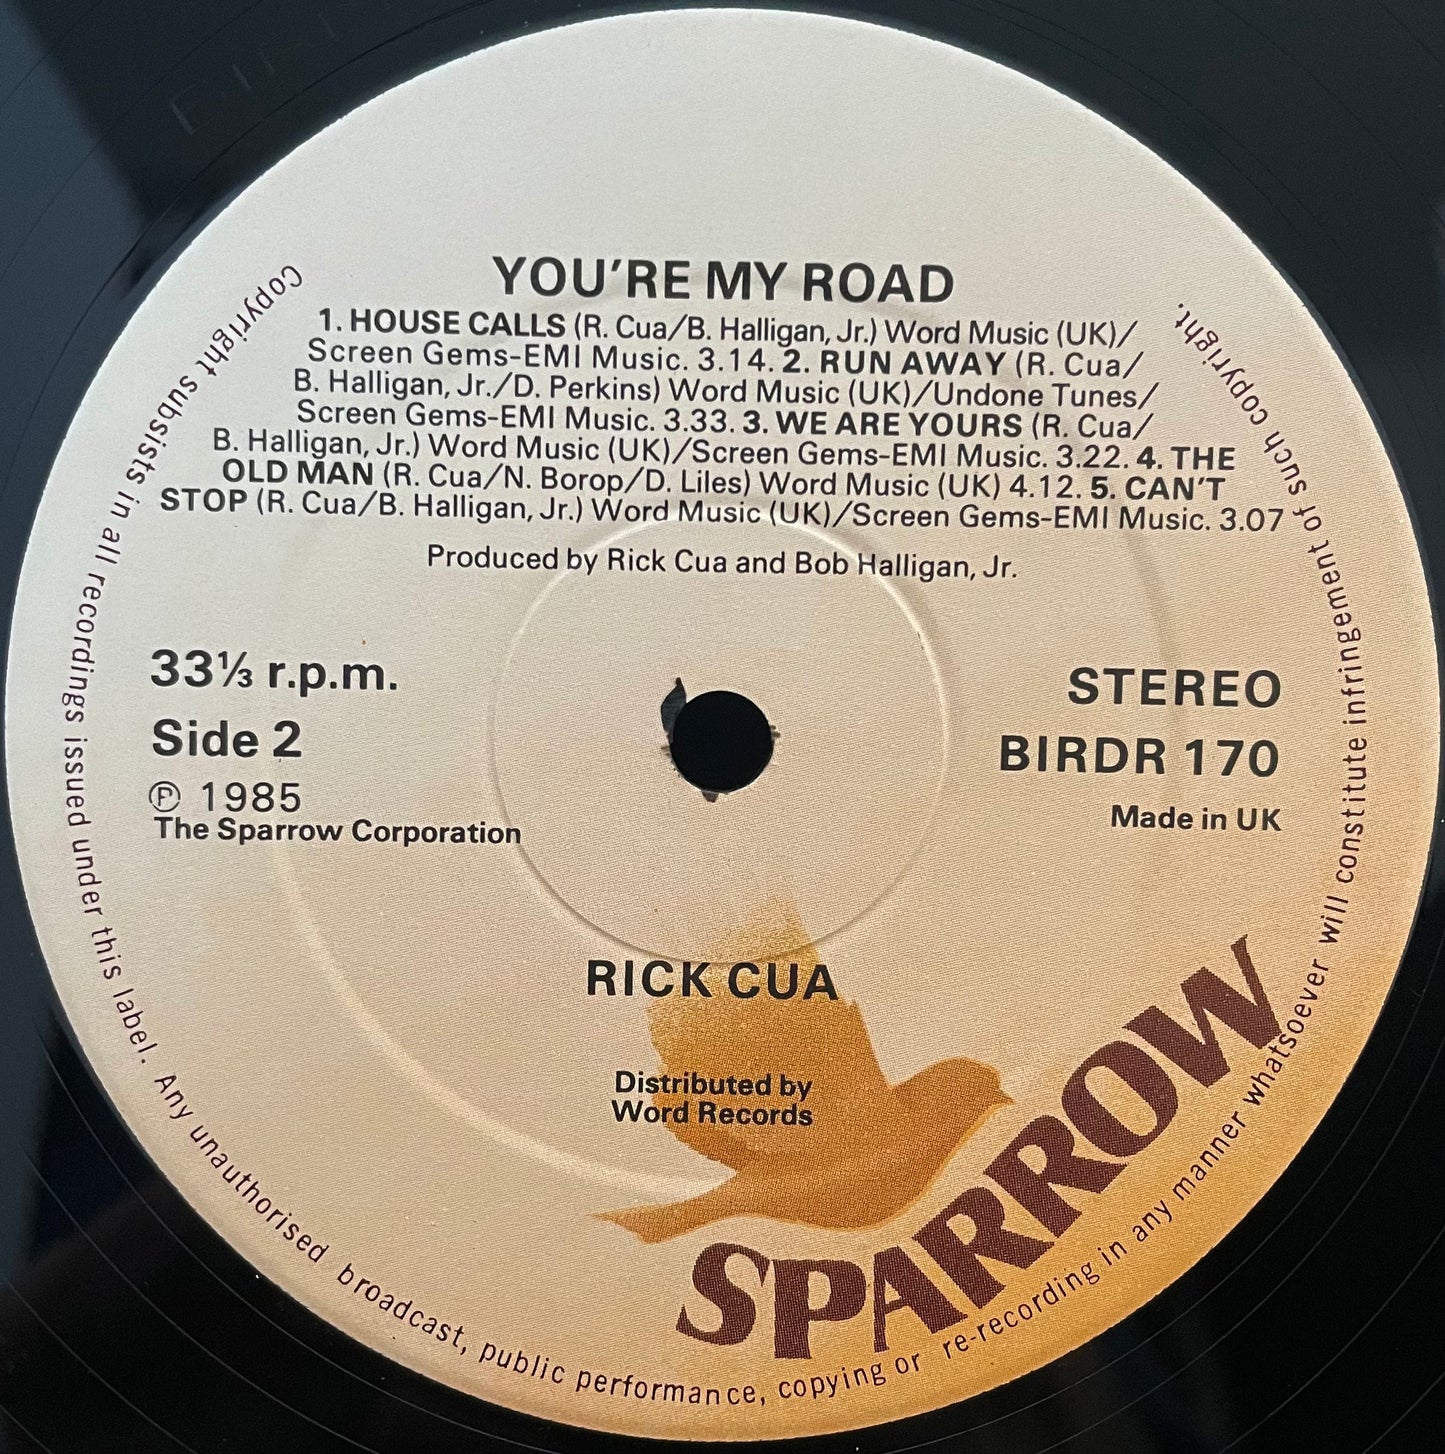 YOU'RE MY ROAD
1. HOUSE CALLS (R. Cua/B. Halligan, Jr.) Word Music (UK)/
Screen Gems-EMI Music. 3.14. 2. RUN AWAY (R. Cua/
B. Halligan, Jr./D. Perkins) Word Music (UK)/Undone Tunes/
Screen Gems-EMI Music. 3.33. 3. WE ARE YOURS (R. Cua/
B. Halligan, Jr.) Word Music (UK)/Screen Gems-EMI Music. 3.22. 4. THE
OLD MAN (R. Cua/N. Borop/D. Liles) Word Music (UK) 4.12. 5. CAN'T
STOP (R. Cua/B. Halligan, Jr.) Word Music (UK)/Screen Gems-EMI Music. 3.07
Produced by Rick Cua and Bob Halligan, Jr.
33⅓ r.p.m.
Side 2
℗ 1985
The Sparrow Corporation
STEREO
BIRDR 170
Made in UK
RICK CUA
Distributed by
Word Records
SPARROW
Copyright subsists in all recordings issued under this label. Any unauthorised broadcast, public performance, copying or re-recording in any manner whatsoever will constitute infringement of such copyright.